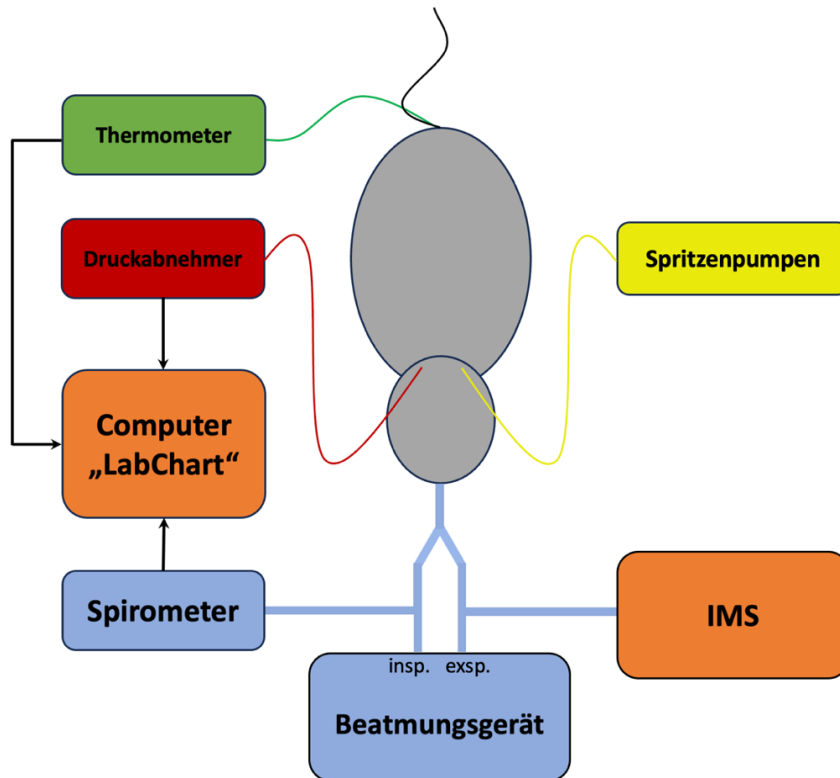 Thermometer
Druckabnehmer
Spritzenpumpen
Computer
„LabChart“
Spirometer
IMS
insp. exsp.
Beatmungsgerät